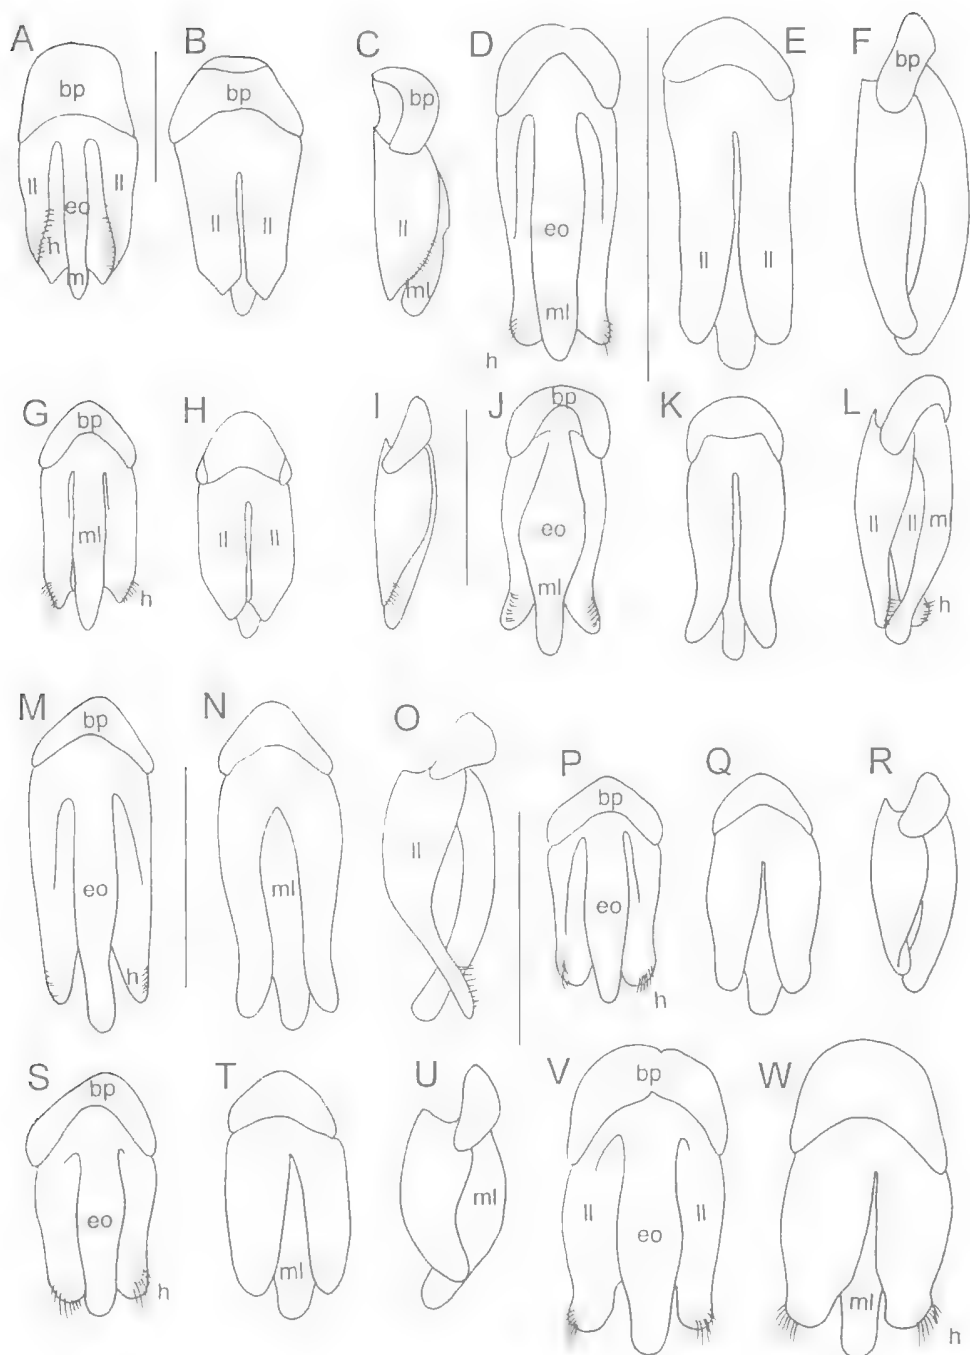 A B C D E F
bp bp bp bp
ll ll eo h ml
ll ll
ll ml
eo ml h
ll ll
G H I J K L
bp ml h
ll ll
bp eo ml
ll ll ml h
M N O P Q R
bp eo h
ml
ll
bp eo h
S T U V W
bp eo h
ml
ml
bp ll eo ll
ml h